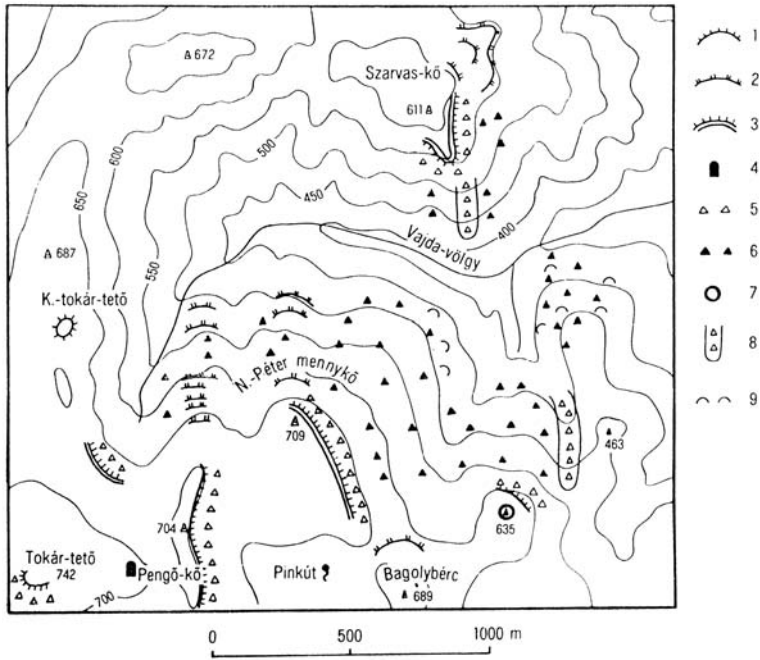 672
Szarvas-kő
611
600
500
650
450
400
Vajda-völgy
550
687
K.-tokár-tető
N.-Péter mennykő
709
463
704
635
Tokár-tető
742
Pengő-kő
Pinkút
Bagolybérc
700
689
0 500 1000 m
1
2
3
4
5
6
7
8
9